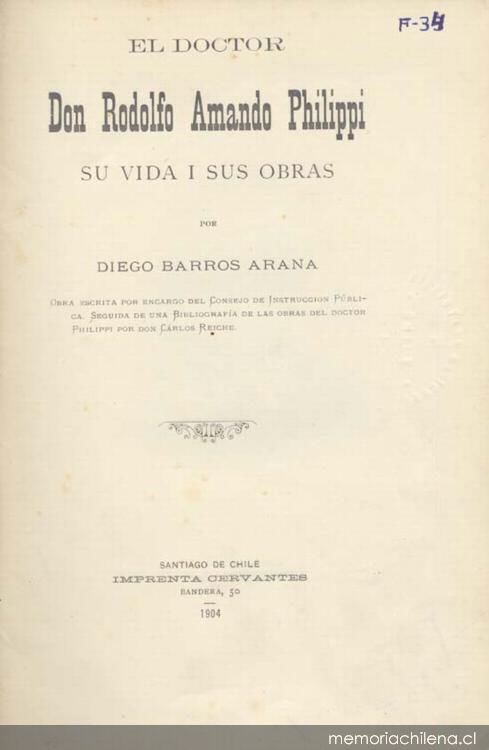 F-34
EL DOCTOR
Don Rodolfo Amando Philippi
SU VIDA I SUS OBRAS
POR
DIEGO BARROS ARANA
OBRA ESCRITA POR ENCARGO DEL CONSEJO DE INSTRUCCION PÚBLI-
CA. SEGUIDA DE UNA BIBLIOGRAFÍA DE LAS OBRAS DEL DOCTOR
PHILIPPI POR DON CÁRLOS REICHE.
SANTIAGO DE CHILE
IMPRENTA CERVANTES
BANDERA, 50
1904
memoriachilena.cl